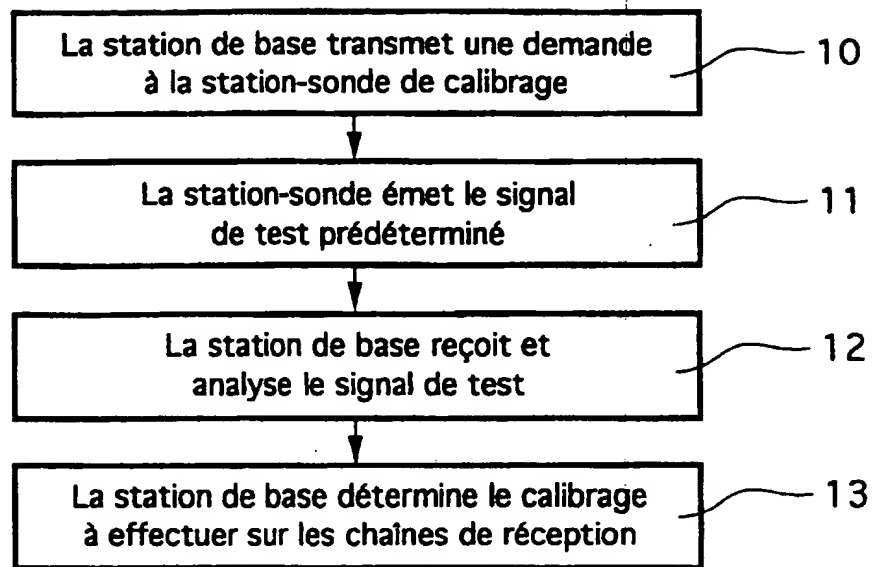 La station de base transmet une demande
à la station-sonde de calibrage
10
La station-sonde émet le signal
de test prédéterminé
11
La station de base reçoit et
analyse le signal de test
12
La station de base détermine le calibrage
à effectuer sur les chaînes de réception
13